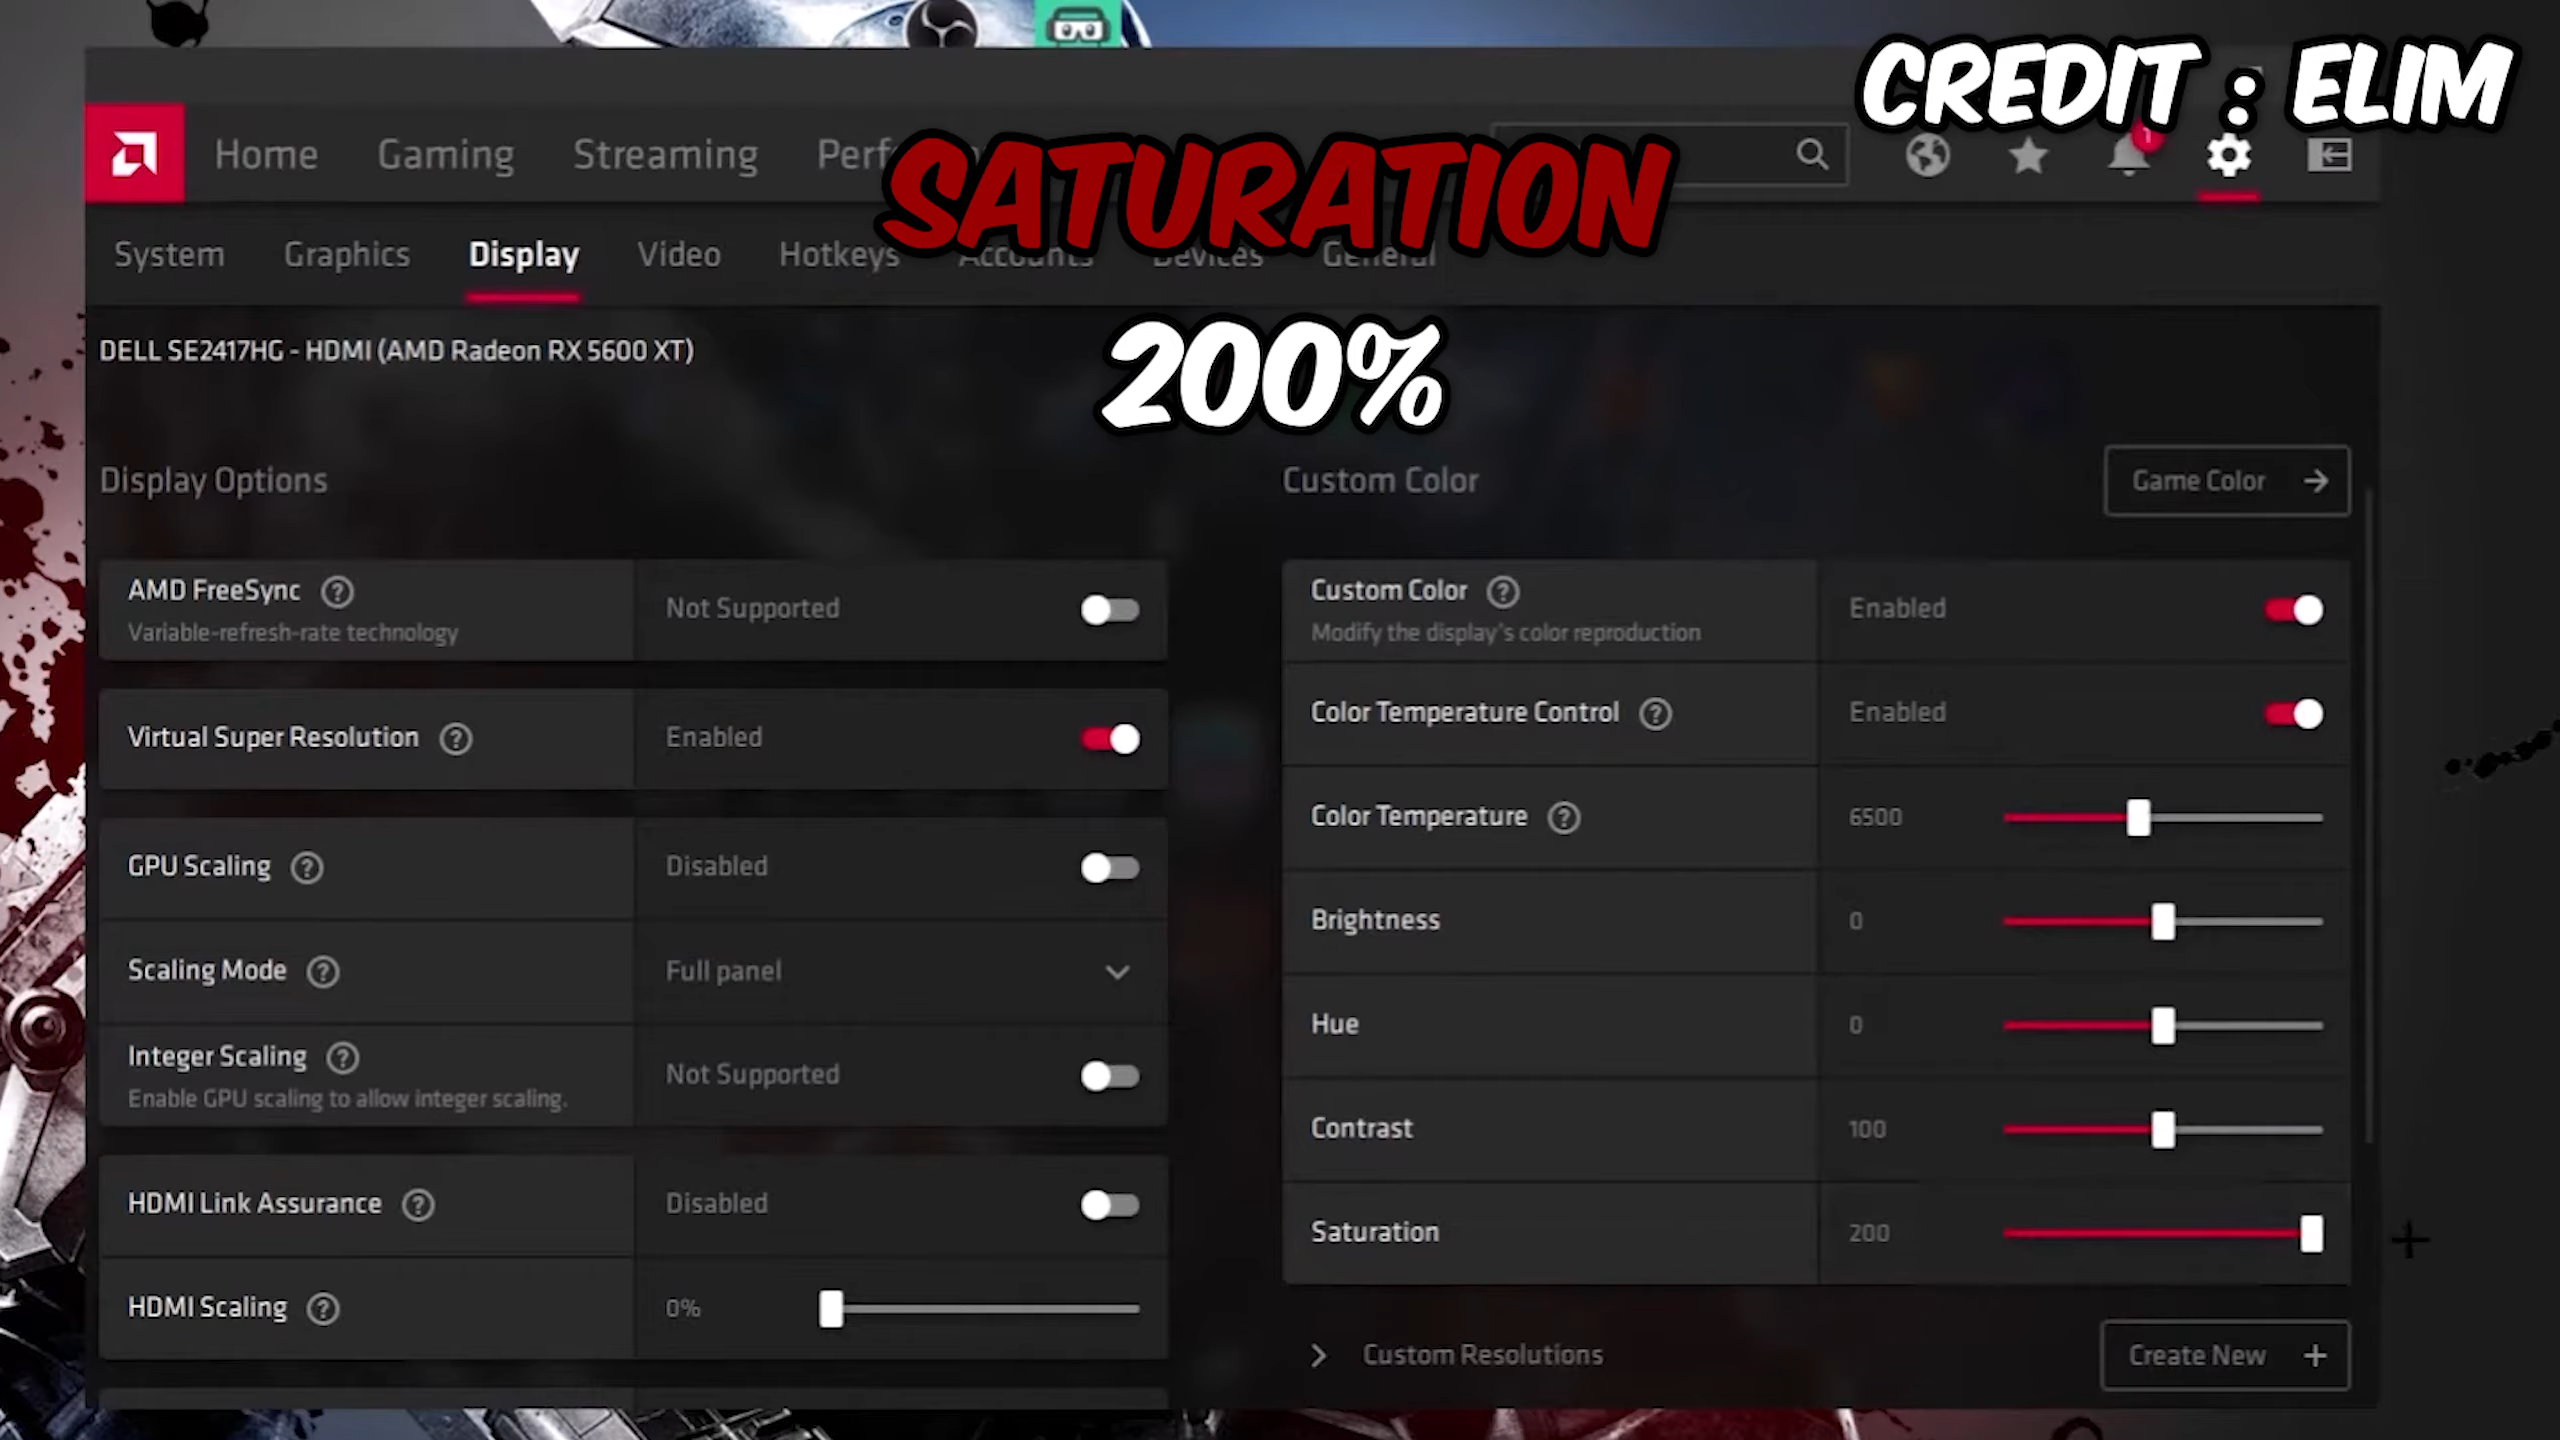 CREDIT : ELIM
Home Gaming Streaming
1
SATURATION
System Graphics Display Video Hotkeys Accounts Devices General
200%
DELL SE2417HG - HDMI (AMD Radeon RX 5600 XT)
Display Options
AMD FreeSync ?
Variable-refresh-rate technology
Not Supported
Virtual Super Resolution ?
Enabled
GPU Scaling ?
Disabled
Scaling Mode ?
Full panel
Integer Scaling ?
Enable GPU scaling to allow integer scaling.
Not Supported
HDMI Link Assurance ?
Disabled
HDMI Scaling ?
0%
Custom Color
Game Color
Custom Color ?
Modify the display's color reproduction
Enabled
Color Temperature Control ?
Enabled
Color Temperature ?
6500
Brightness
0
Hue
0
Contrast
100
Saturation
200
Custom Resolutions
Create New +